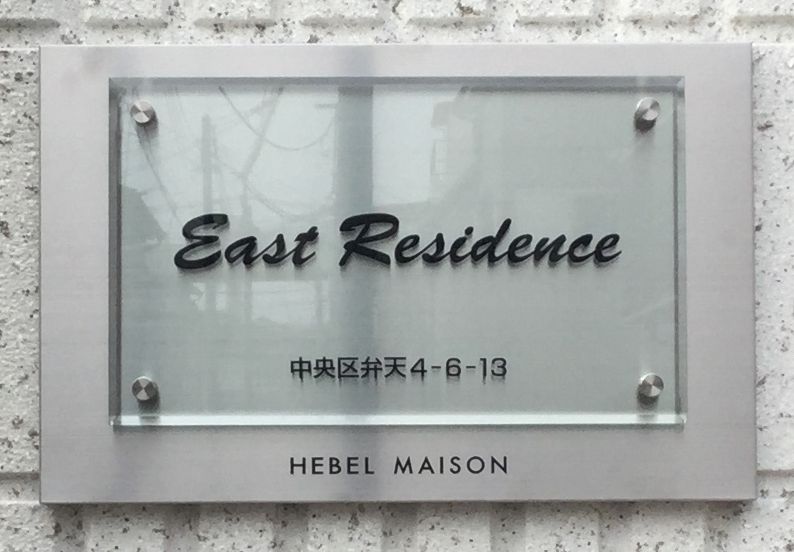 East Residence
中央区弁天4-6-13
HEBEL MAISON